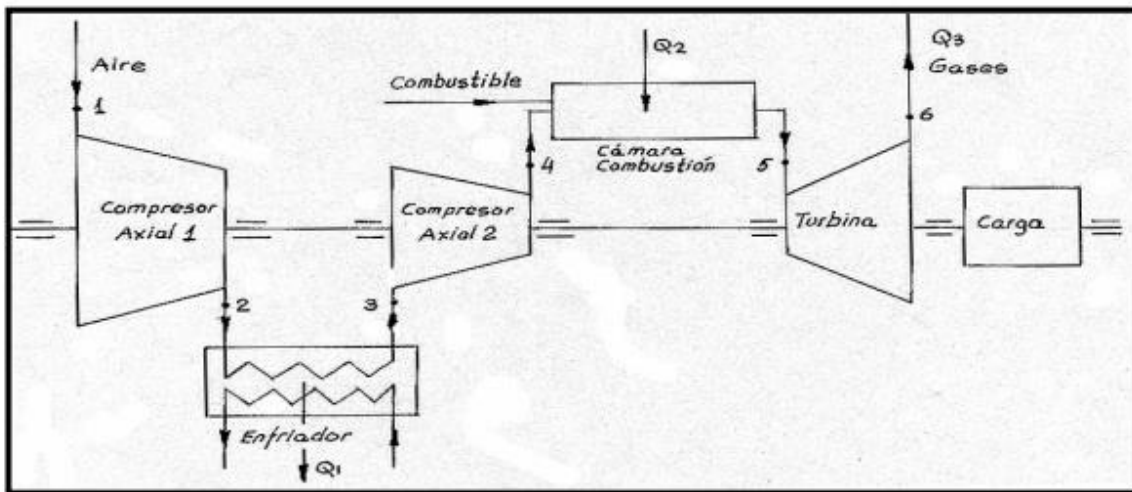 Aire
1
Compresor
Axial 1
2
3
Enfriador
Q1
Compresor
Axial 2
4
Combustible
Q2
Cámara
Combustión
5
Turbina
6
Q3
Gases
Carga